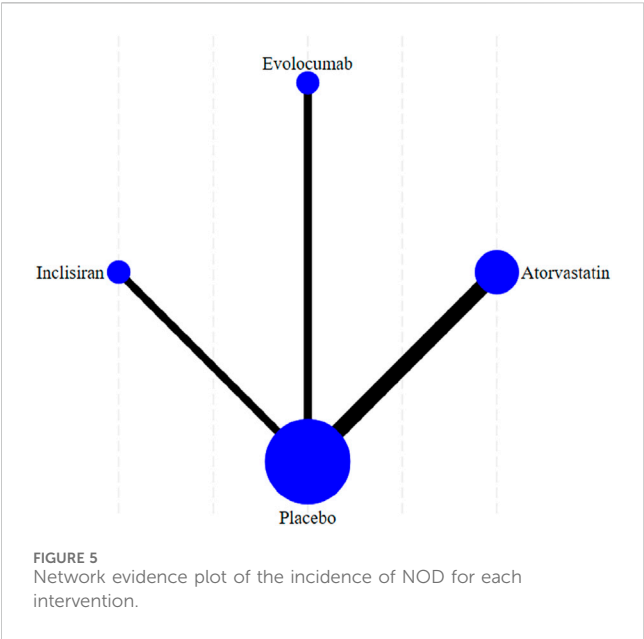 Evolocumab
Inclisiran
Atorvastatin
Placebo
FIGURE 5
Network evidence plot of the incidence of NOD for each
intervention.